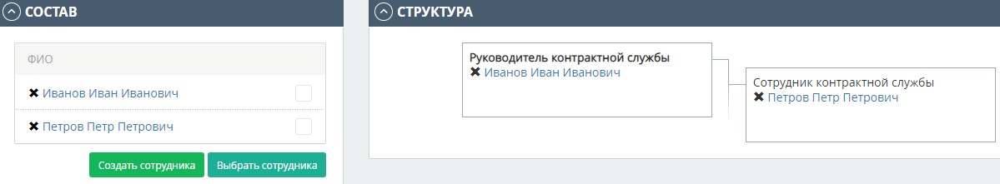 СОСТАВ
ФИО
Иванов Иван Иванович
Петров Петр Петрович
Создать сотрудника
Выбрать сотрудника
СТРУКТУРА
Руководитель контрактной службы
Иванов Иван Иванович
Сотрудник контрактной службы
Петров Петр Петрович